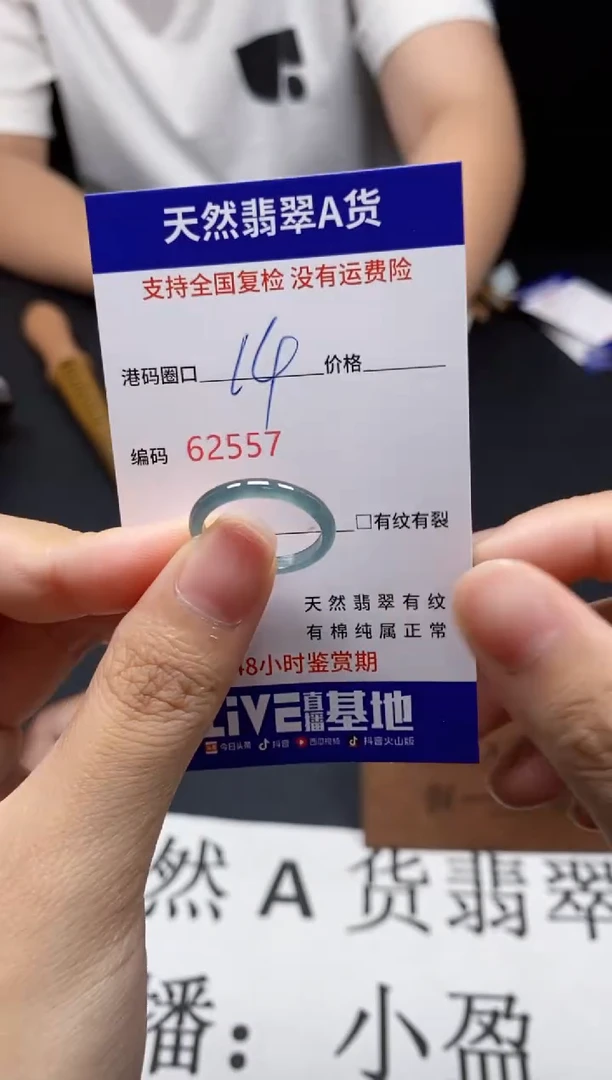 天然翡翠A货
支持全国复检 没有运费险
港码圈口 14 价格
编码 62557
□有纹有裂
天然翡翠有纹
有棉纯属正常
48小时鉴赏期
LiVE直播基地
今日头条 抖音 西瓜视频 抖音火山版
然A货翡翠
播：小盈